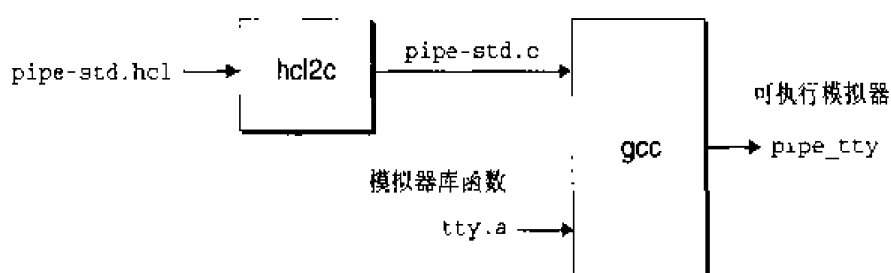 pipe-std.hcl
hcl2c
pipe-std.c
gcc
可执行模拟器
pipe_tty
模拟器库函数
tty.a